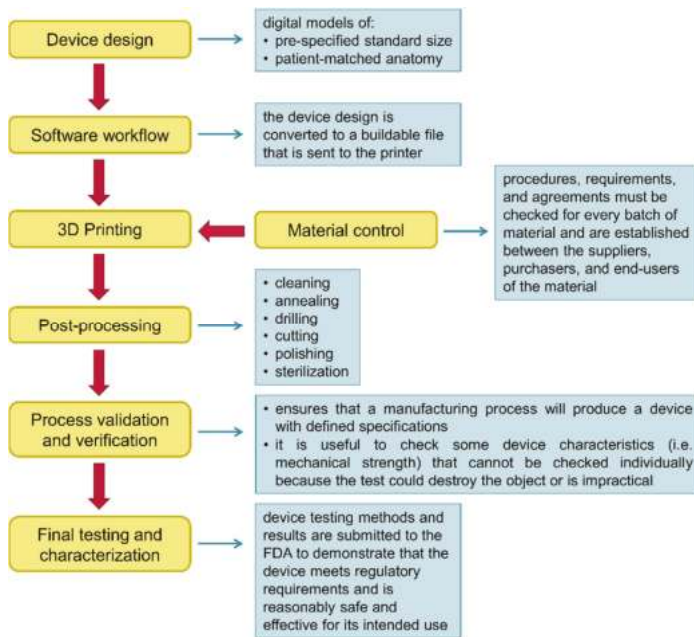 Device design
digital models of:
• pre-specified standard size
• patient-matched anatomy
Software workflow
the device design is
converted to a buildable file
that is sent to the printer
3D Printing
Material control
procedures, requirements,
and agreements must be
checked for every batch of
material and are established
between the suppliers,
purchasers, and end-users
of the material
Post-processing
• cleaning
• annealing
• drilling
• cutting
• polishing
• sterilization
Process validation
and verification
• ensures that a manufacturing process will produce a device
with defined specifications
• it is useful to check some device characteristics (i.e.
mechanical strength) that cannot be checked individually
because the test could destroy the object or is impractical
Final testing and
characterization
device testing methods and
results are submitted to the
FDA to demonstrate that the
device meets regulatory
requirements and is
reasonably safe and
effective for its intended use